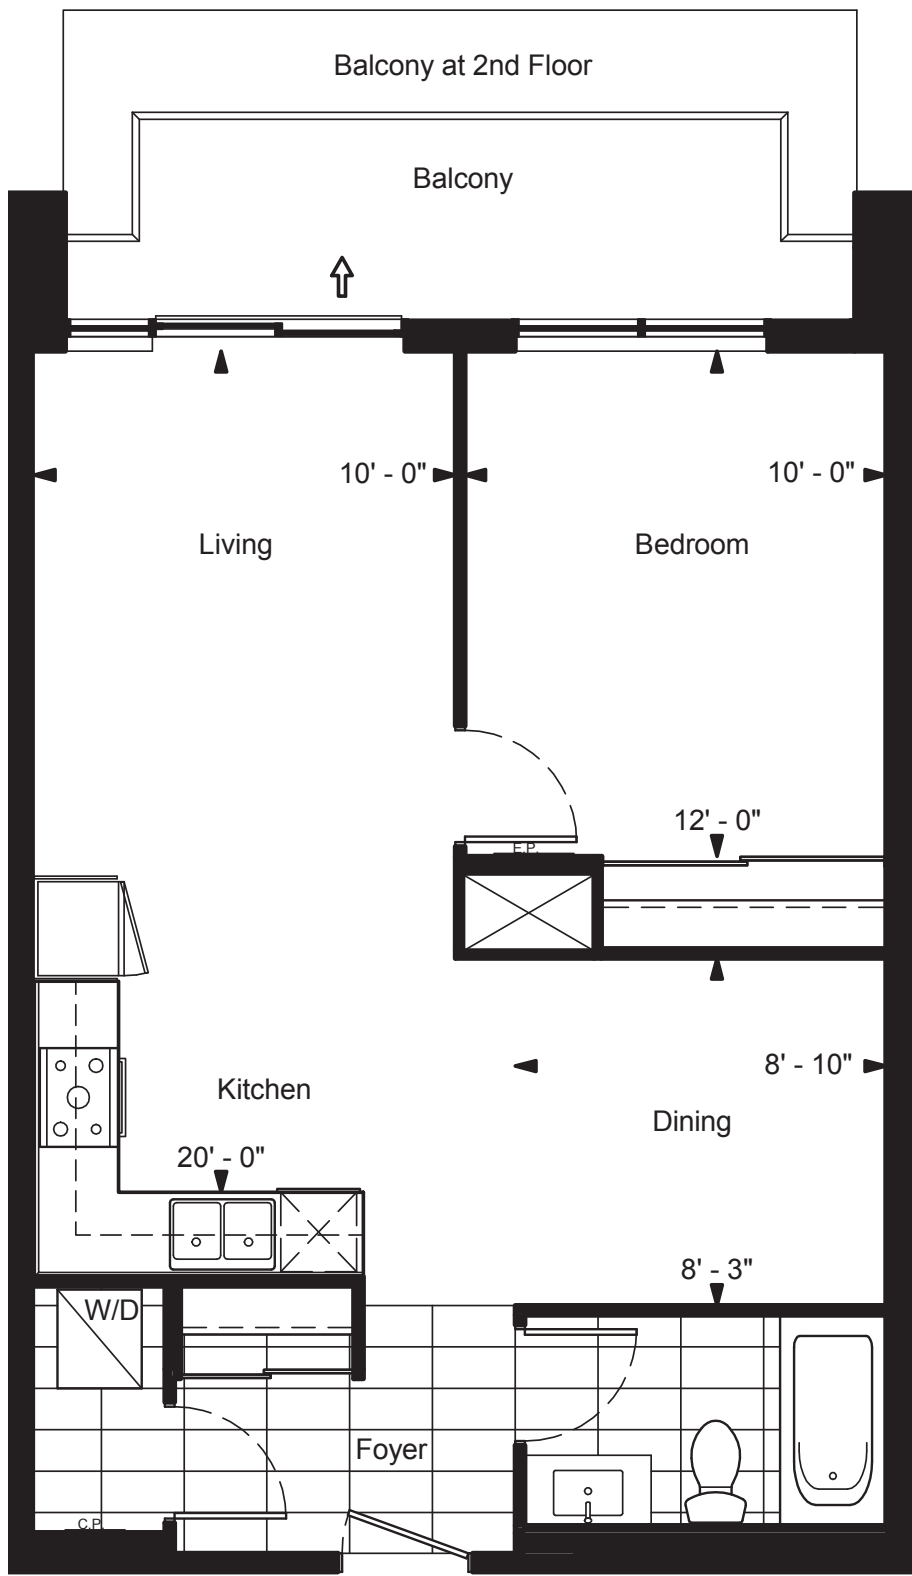 Balcony at 2nd Floor
Balcony
10' - 0"
10' - 0"
Living
Bedroom
12' - 0"
E.P.
8' - 10"
Kitchen
Dining
20' - 0"
8' - 3"
W/D
Foyer
C.P.